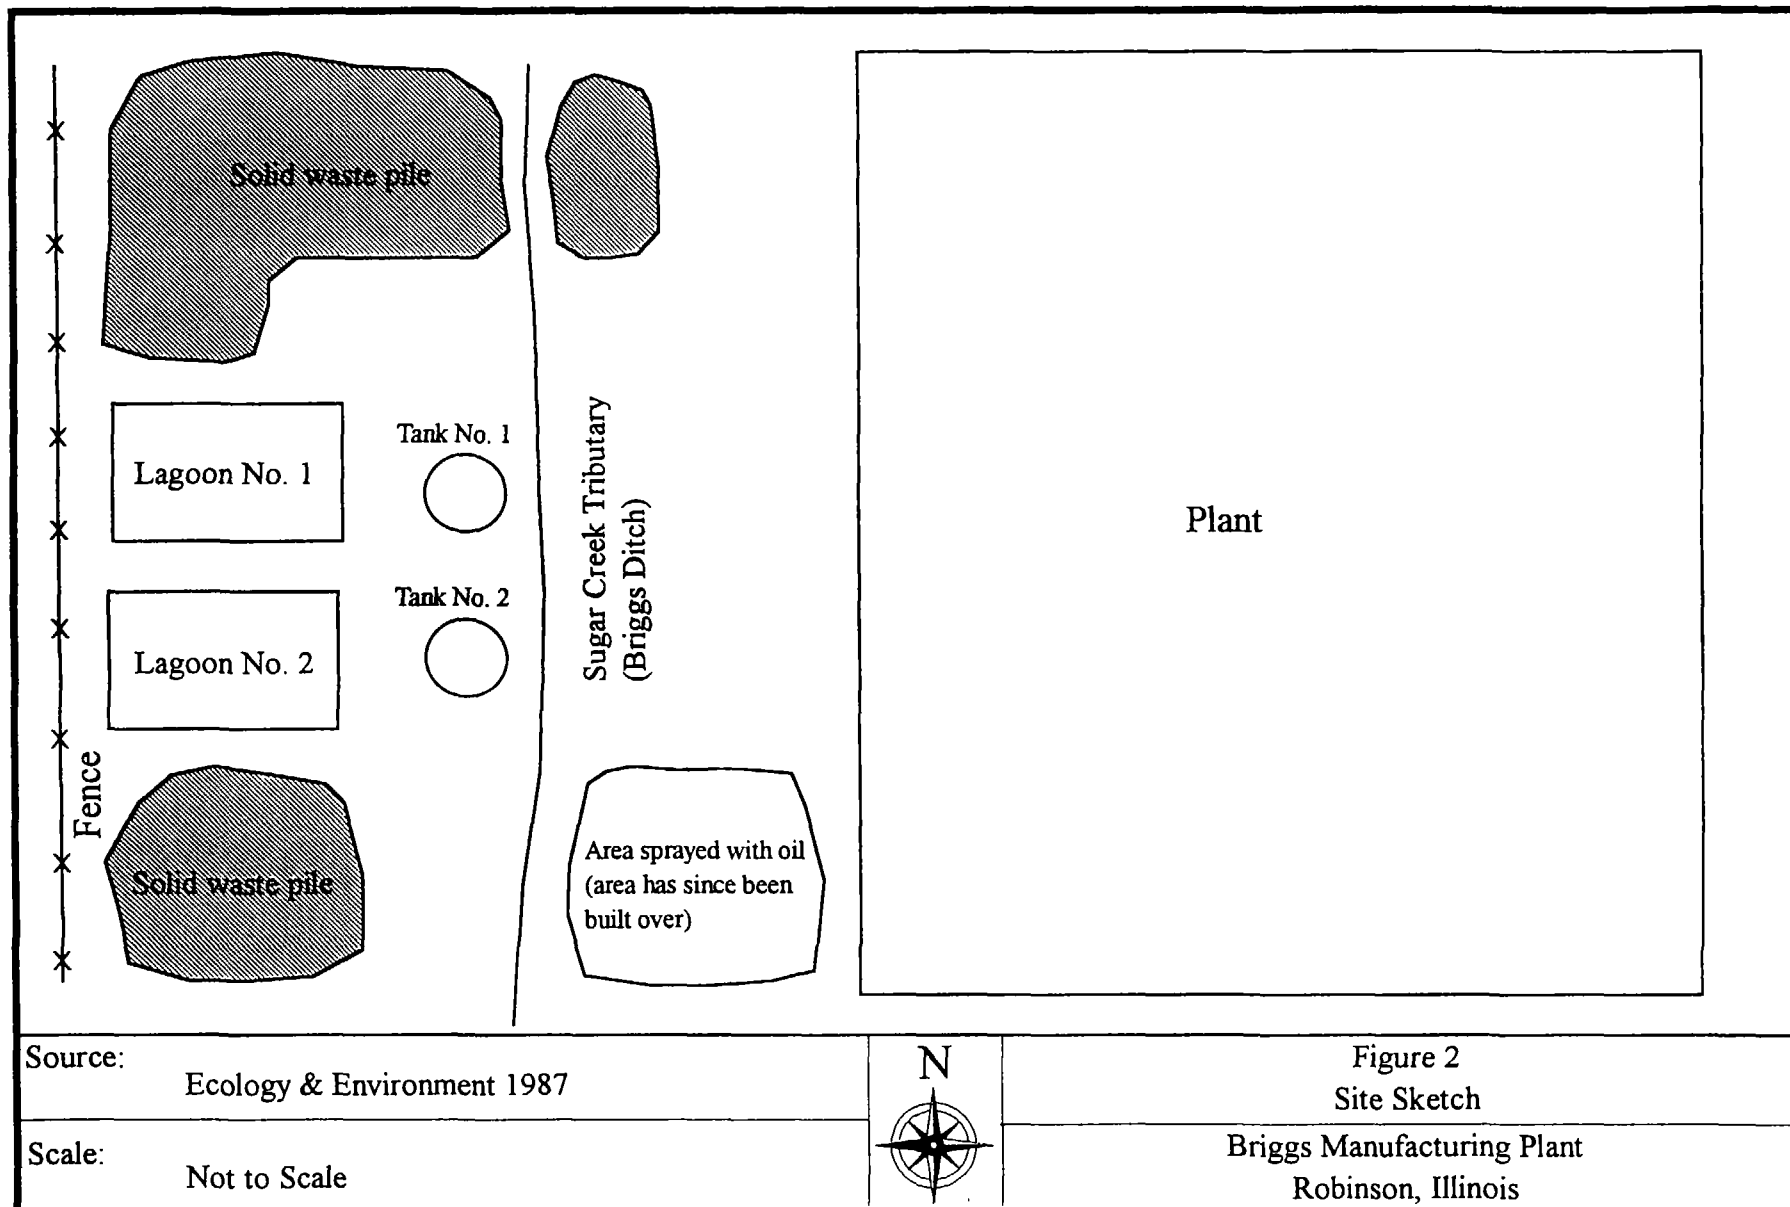 Solid waste pile
Lagoon No. 1
Tank No. 1
Lagoon No. 2
Tank No. 2
Sugar Creek Tributary
(Briggs Ditch)
Plant
Fence
Solid waste pile
Area sprayed with oil
(area has since been
built over)
Source:
Ecology & Environment 1987
Scale:
Not to Scale
N
Figure 2
Site Sketch
Briggs Manufacturing Plant
Robinson, Illinois